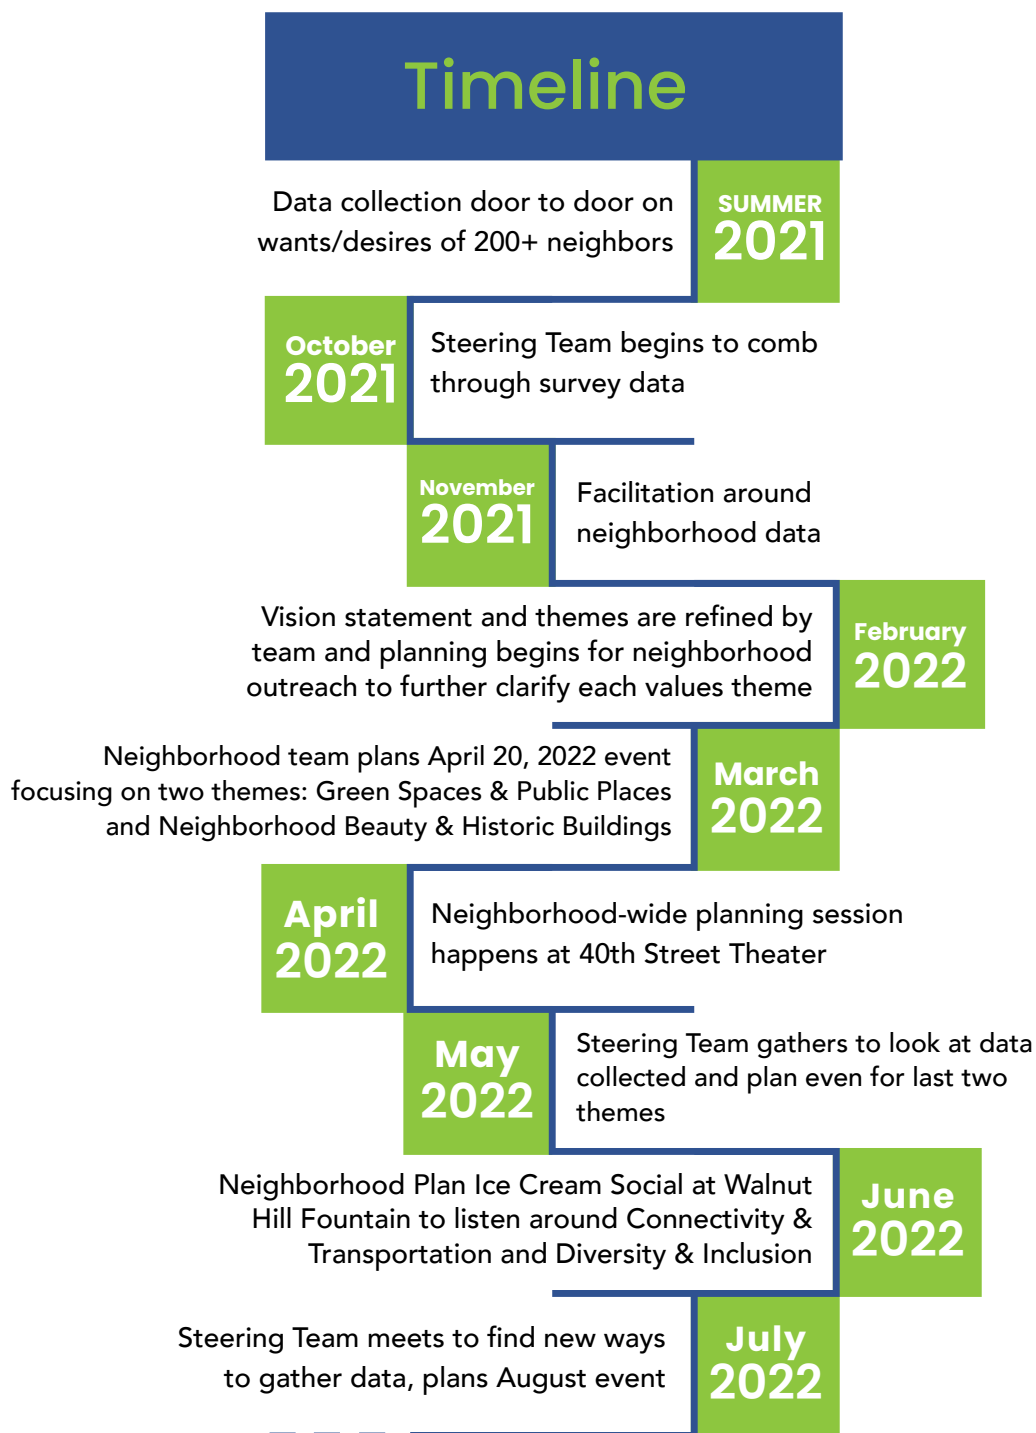 Timeline
Data collection door to door on
wants/desires of 200+ neighbors
SUMMER
2021
October
2021
Steering Team begins to comb
through survey data
November
2021
Facilitation around
neighborhood data
Vision statement and themes are refined by
team and planning begins for neighborhood
outreach to further clarify each values theme
February
2022
Neighborhood team plans April 20, 2022 event
focusing on two themes: Green Spaces & Public Places
and Neighborhood Beauty & Historic Buildings
March
2022
April
2022
Neighborhood-wide planning session
happens at 40th Street Theater
May
2022
Steering Team gathers to look at data
collected and plan even for last two
themes
Neighborhood Plan Ice Cream Social at Walnut
Hill Fountain to listen around Connectivity &
Transportation and Diversity & Inclusion
June
2022
Steering Team meets to find new ways
to gather data, plans August event
July
2022